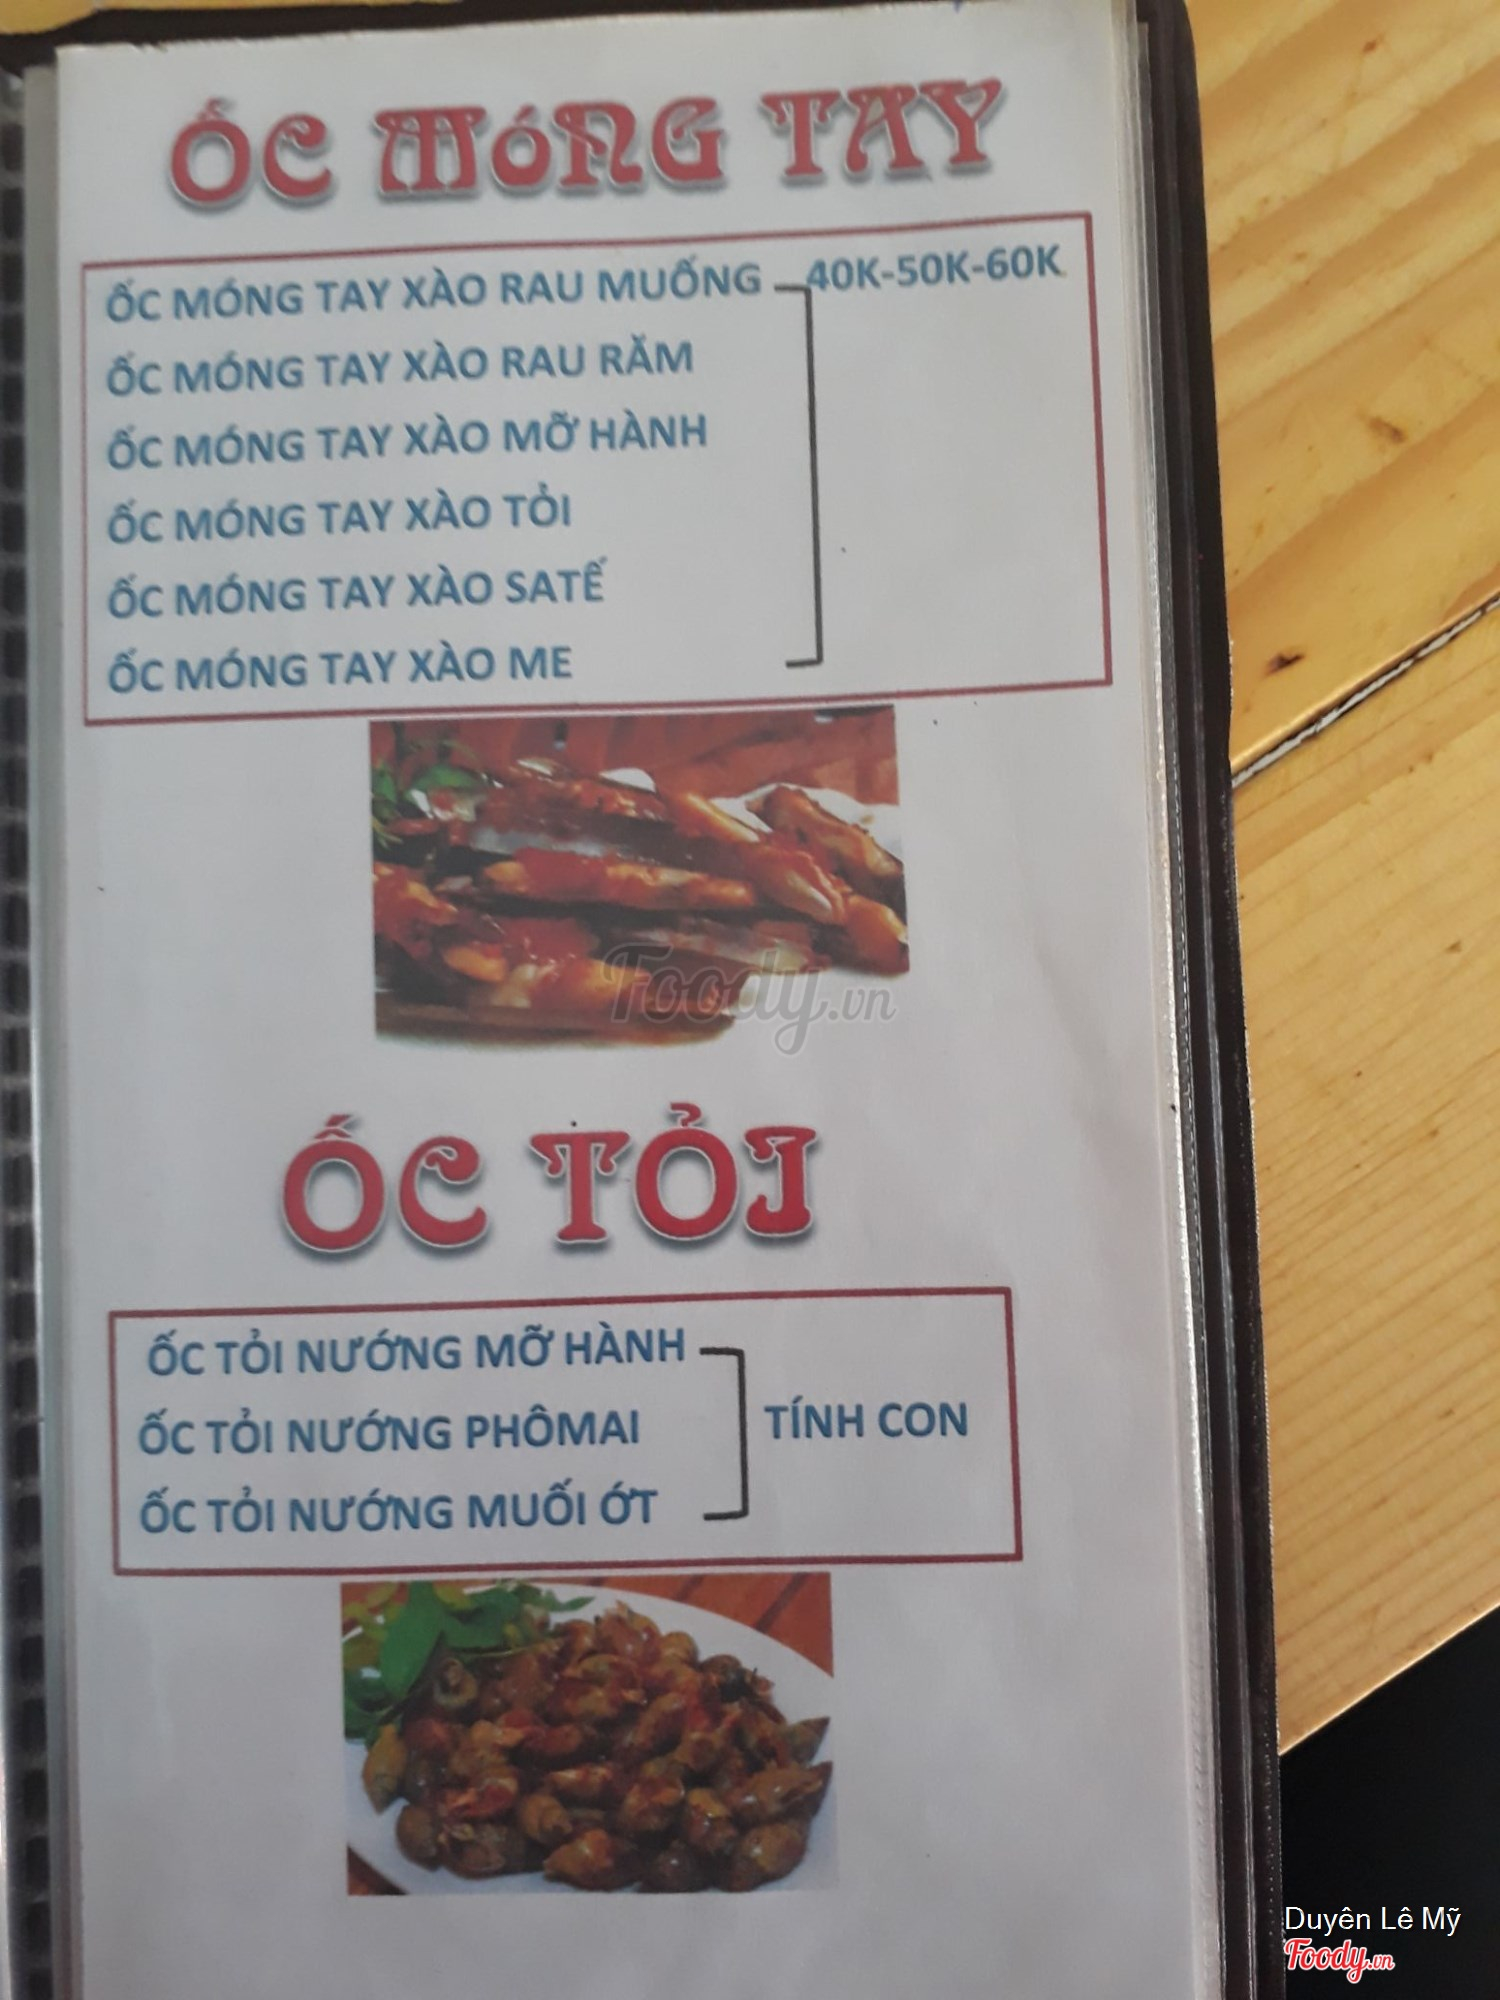 ỐC MÓNG TAY
ỐC MÓNG TAY XÀO RAU MUỐNG 40K-50K-60K
ỐC MÓNG TAY XÀO RAU RĂM
ỐC MÓNG TAY XÀO MỠ HÀNH
ỐC MÓNG TAY XÀO TỎI
ỐC MÓNG TAY XÀO SATẾ
ỐC MÓNG TAY XÀO ME
Foody.vn
ỐC TỎI
ỐC TỎI NƯỚNG MỠ HÀNH
ỐC TỎI NƯỚNG PHÔMAI TÍNH CON
ỐC TỎI NƯỚNG MUỐI ỚT
Duyên Lê Mỹ
Foody.vn